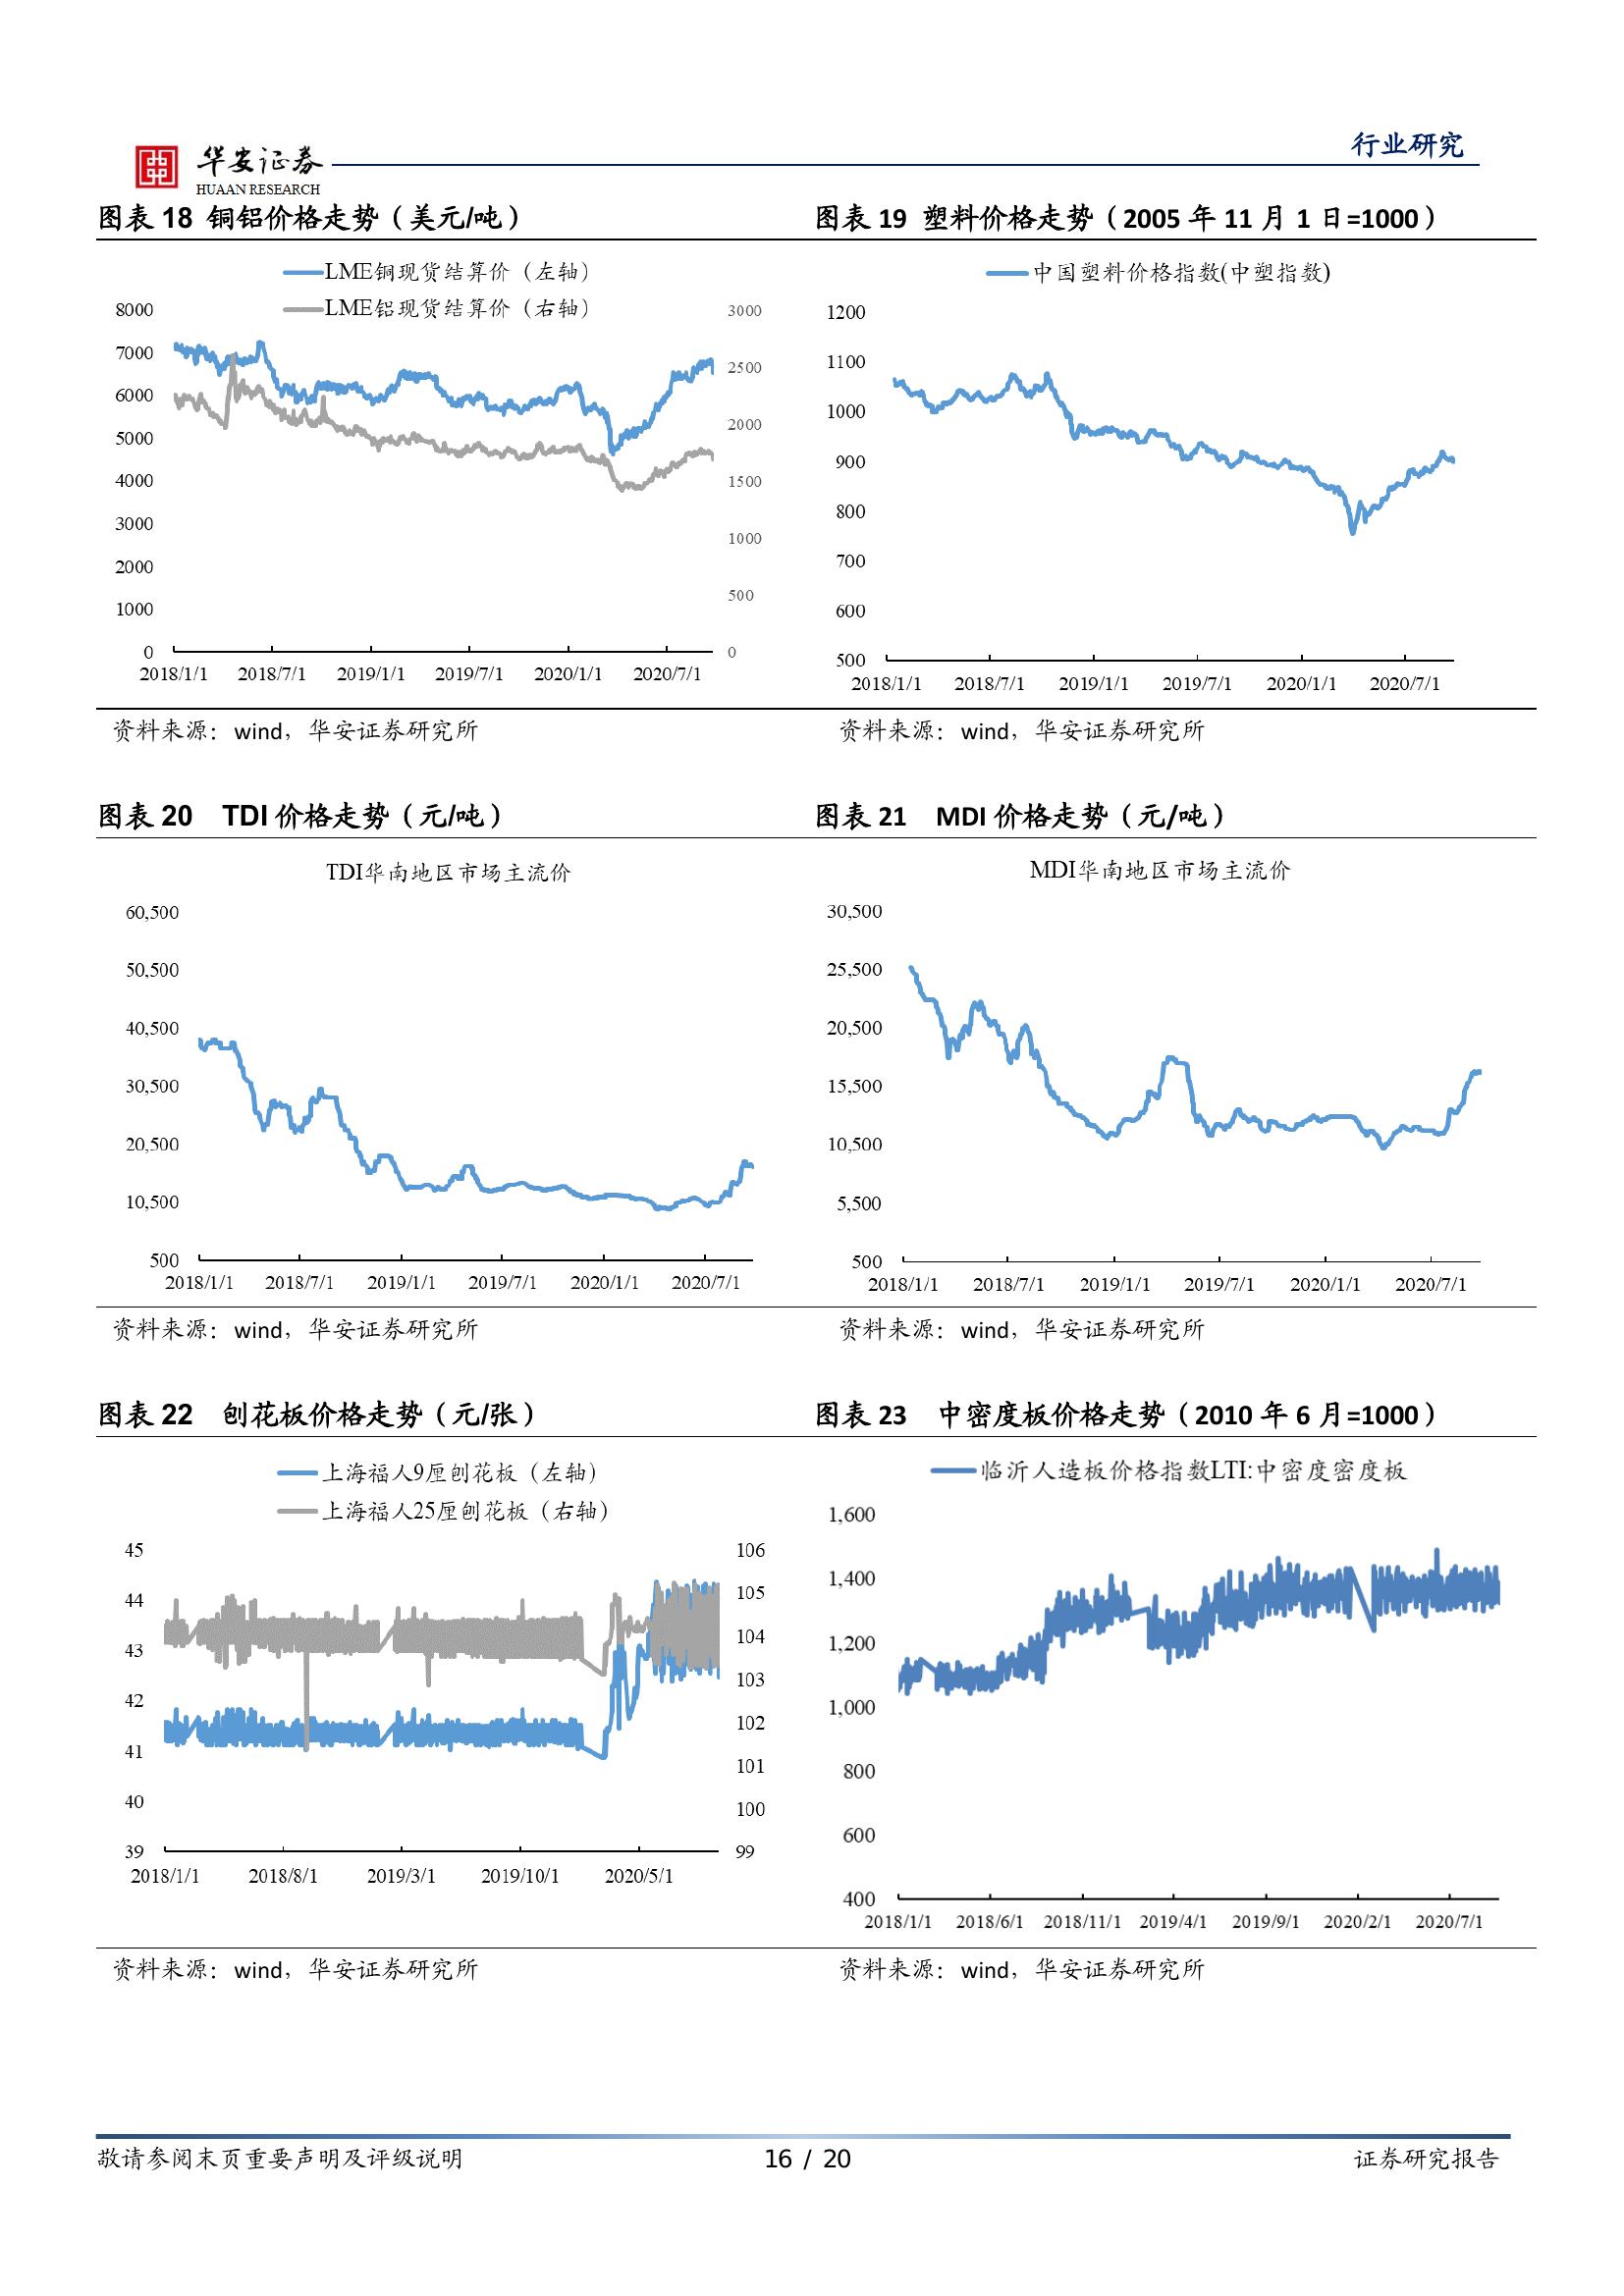 行业研究
华安证券
HUAAN RESEARCH
图表 18 铜铝价格走势（美元/吨）
LME铜现货结算价（左轴）
LME铝现货结算价（右轴）
8000
7000
6000
5000
4000
3000
2000
1000
0
3000
2500
2000
1500
1000
500
0
2018/1/1 2018/7/1 2019/1/1 2019/7/1 2020/1/1 2020/7/1
资料来源：wind，华安证券研究所
图表 19 塑料价格走势（2005 年 11 月 1 日=1000）
中国塑料价格指数(中塑指数)
1200
1100
1000
900
800
700
600
500
2018/1/1 2018/7/1 2019/1/1 2019/7/1 2020/1/1 2020/7/1
资料来源：wind，华安证券研究所
图表 20 TDI 价格走势（元/吨）
TDI华南地区市场主流价
60,500
50,500
40,500
30,500
20,500
10,500
500
2018/1/1 2018/7/1 2019/1/1 2019/7/1 2020/1/1 2020/7/1
资料来源：wind，华安证券研究所
图表 21 MDI 价格走势（元/吨）
MDI华南地区市场主流价
30,500
25,500
20,500
15,500
10,500
5,500
500
2018/1/1 2018/7/1 2019/1/1 2019/7/1 2020/1/1 2020/7/1
资料来源：wind，华安证券研究所
图表 22 刨花板价格走势（元/张）
上海福人9厘刨花板（左轴）
上海福人25厘刨花板（右轴）
45
44
43
42
41
40
39
106
105
104
103
102
101
100
99
2018/1/1 2018/8/1 2019/3/1 2019/10/1 2020/5/1
资料来源：wind，华安证券研究所
图表 23 中密度板价格走势（2010 年 6 月=1000）
临沂人造板价格指数LTI:中密度密度板
1,600
1,400
1,200
1,000
800
600
400
2018/1/1 2018/6/1 2018/11/1 2019/4/1 2019/9/1 2020/2/1 2020/7/1
资料来源：wind，华安证券研究所
敬请参阅末页重要声明及评级说明 16 / 20 证券研究报告